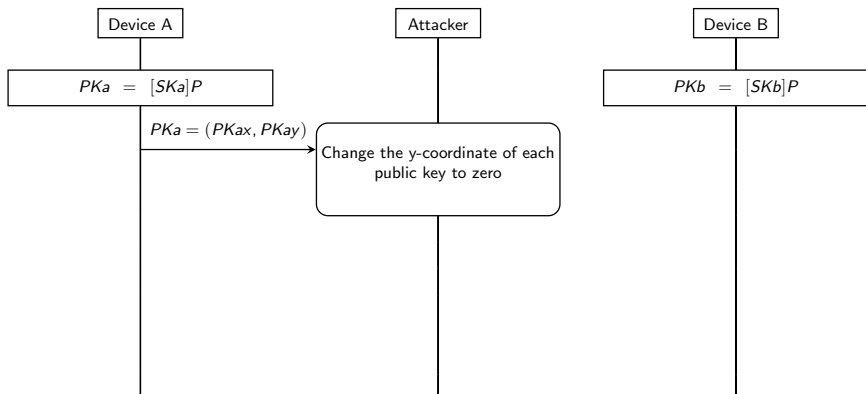 Device A
Attacker
Device B
PKa = [SKa]P
PKb = [SKb]P
PKa = (PKax, PKay)
Change the y-coordinate of each
public key to zero